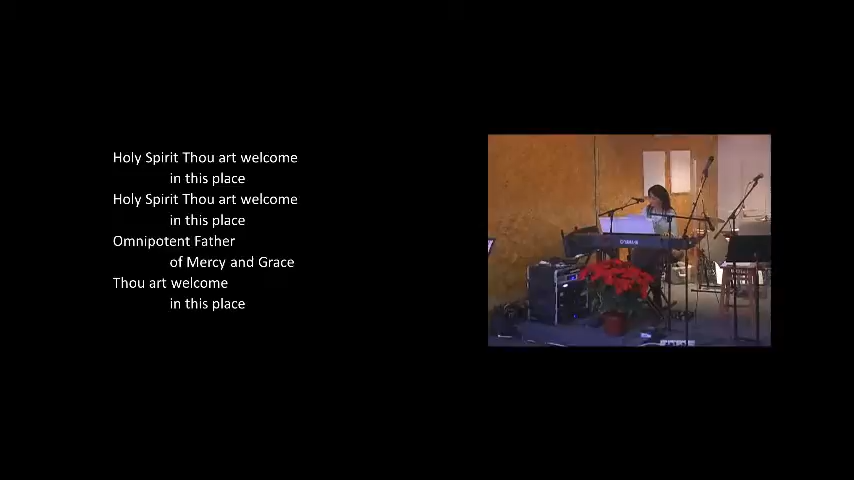 Holy Spirit Thou art welcome
in this place
Holy Spirit Thou art welcome
in this place
Omnipotent Father
of Mercy and Grace
Thou art welcome
in this place